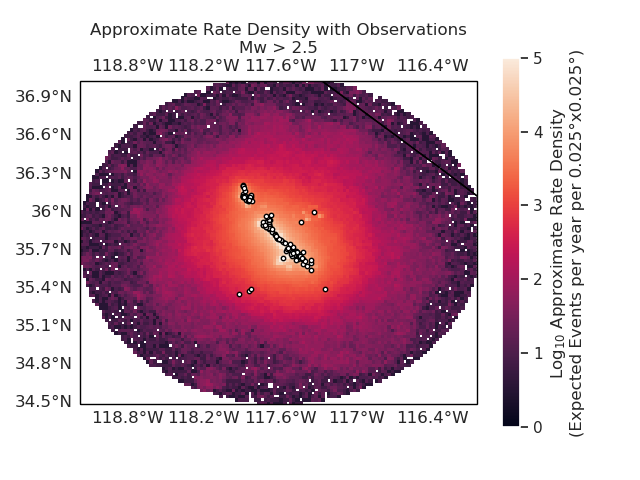 Approximate Rate Density with Observations
Mw > 2.5
118.8°W 118.2°W 117.6°W 117°W 116.4°W
36.9°N
36.6°N
36.3°N
36°N
35.7°N
35.4°N
35.1°N
34.8°N
34.5°N
118.8°W 118.2°W 117.6°W 117°W 116.4°W
5
4
3
2
1
0
Log₁₀ Approximate Rate Density
(Expected Events per year per 0.025°x0.025°)